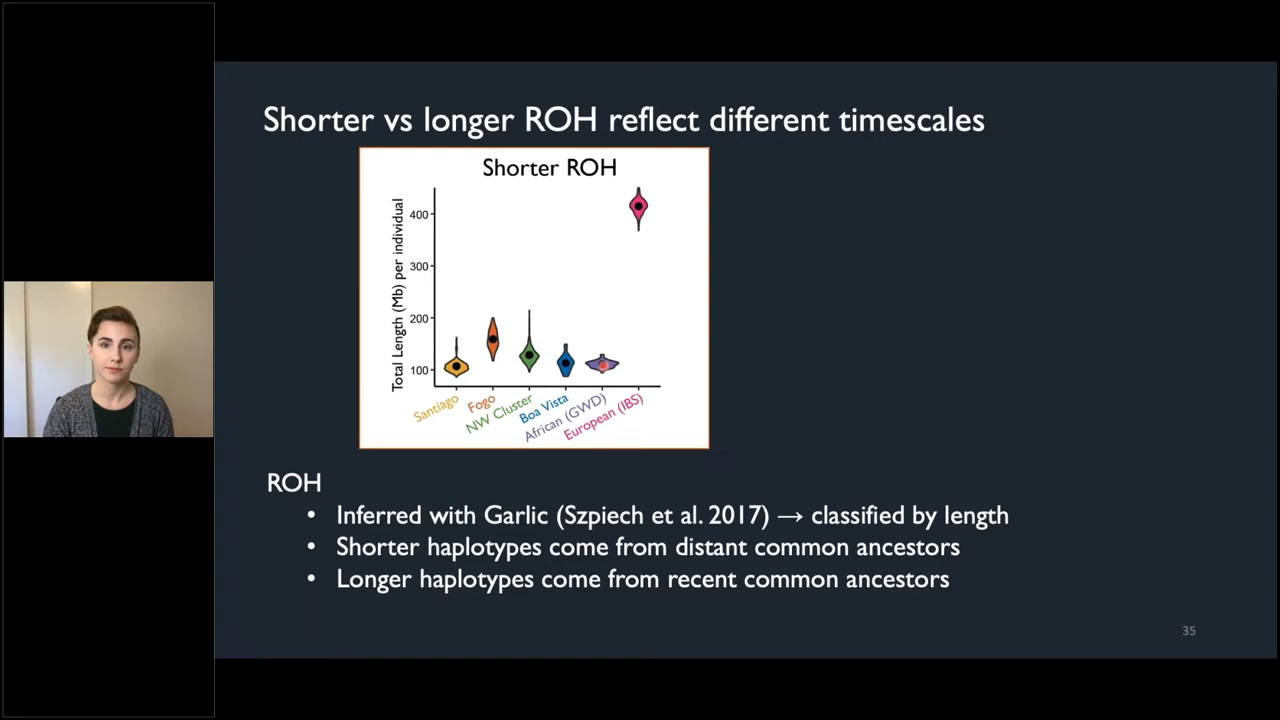 Shorter vs longer ROH reflect different timescales
Shorter ROH
Total Length (Mb) per individual
400
300
200
100
Santiago
Fogo
NW Cluster
Boa Vista
African (GWD)
European (IBS)
ROH
• Inferred with Garlic (Szpiech et al. 2017) → classified by length
• Shorter haplotypes come from distant common ancestors
• Longer haplotypes come from recent common ancestors
35